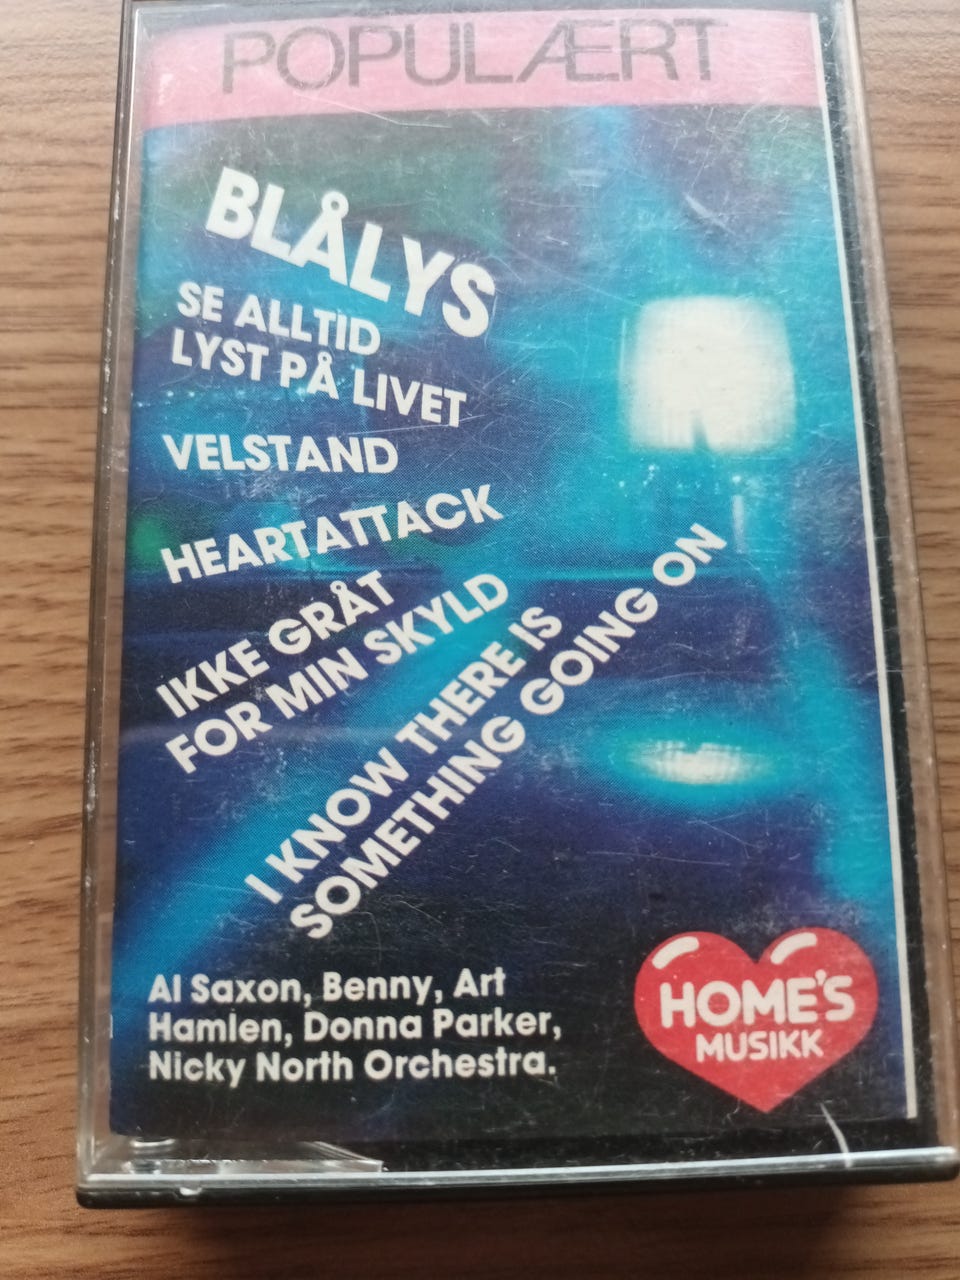 POPULÆRT
BLÅLYS
SE ALLTID
LYST PÅ LIVET
VELSTAND
HEARTATTACK
IKKE GRÅT
FOR MIN SKYLD
I KNOW THERE IS
SOMETHING GOING ON
Al Saxon, Benny, Art
Hamlen, Donna Parker,
Nicky North Orchestra.
HOME'S
MUSIKK